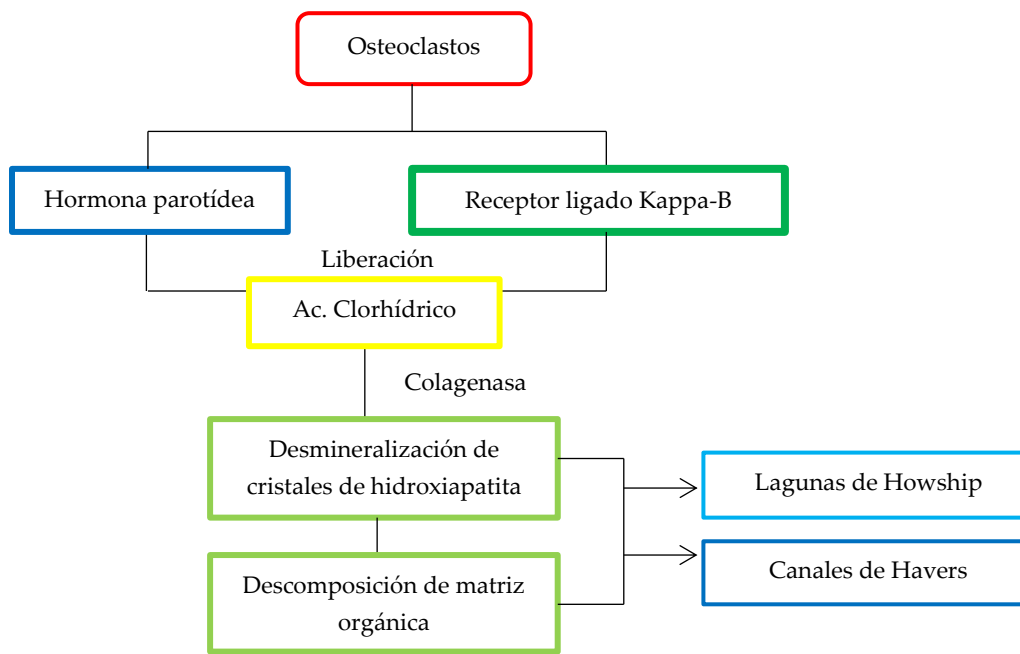 Osteoclastos
Hormona parotídea
Receptor ligado Kappa-B
Liberación
Ac. Clorhídrico
Colagenasa
Desmineralización de
cristales de hidroxiapatita
Lagunas de Howship
Canales de Havers
Descomposición de matriz
orgánica